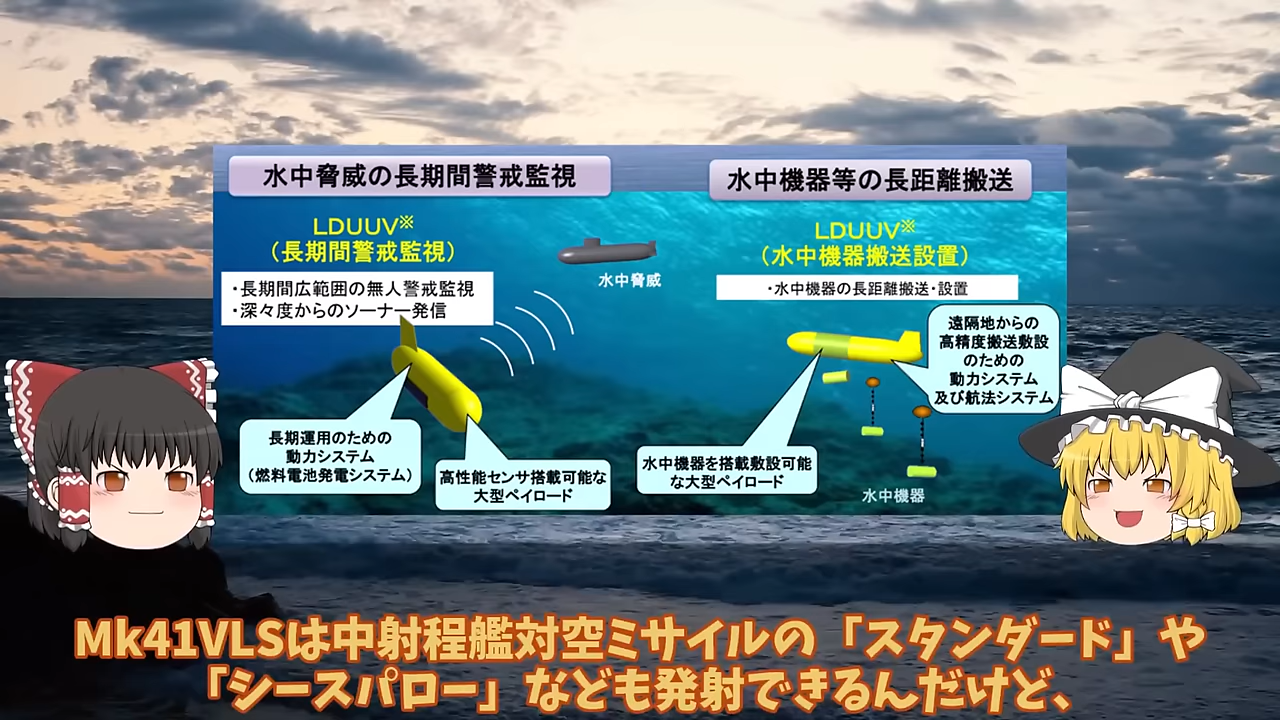 水中脅威の長期間警戒監視
LDUUV※
（長期間警戒監視）
・長期間広範囲の無人警戒監視
・深々度からのソーナー発信
水中脅威
長期運用のための
動力システム
（燃料電池発電システム）
高性能センサ搭載可能な
大型ペイロード
水中機器等の長距離搬送
LDUUV※
（水中機器搬送設置）
・水中機器の長距離搬送・設置
遠隔地からの
高精度搬送敷設
のための
動力システム
及び航法システム
水中機器を搭載敷設可能
な大型ペイロード
水中機器
Mk41VLSは中射程艦対空ミサイルの「スタンダード」や
「シースパロー」なども発射できるんだけど、